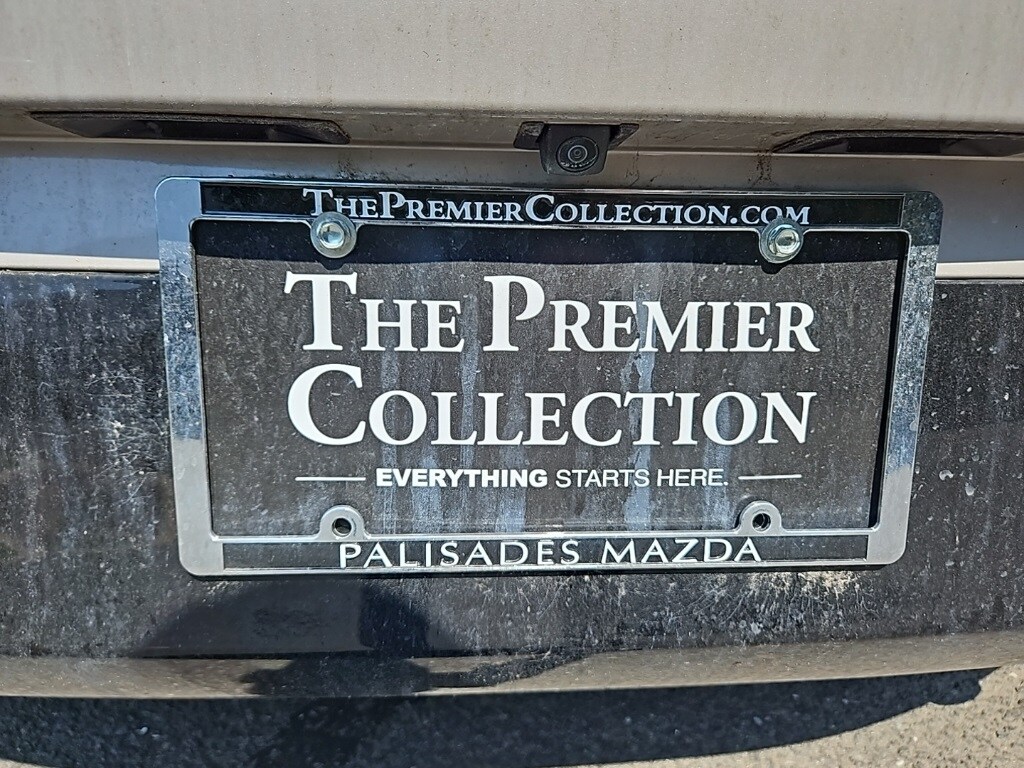 ThePremierCollection.com
The Premier
Collection
EVERYTHING STARTS HERE.
PALISADES MAZDA